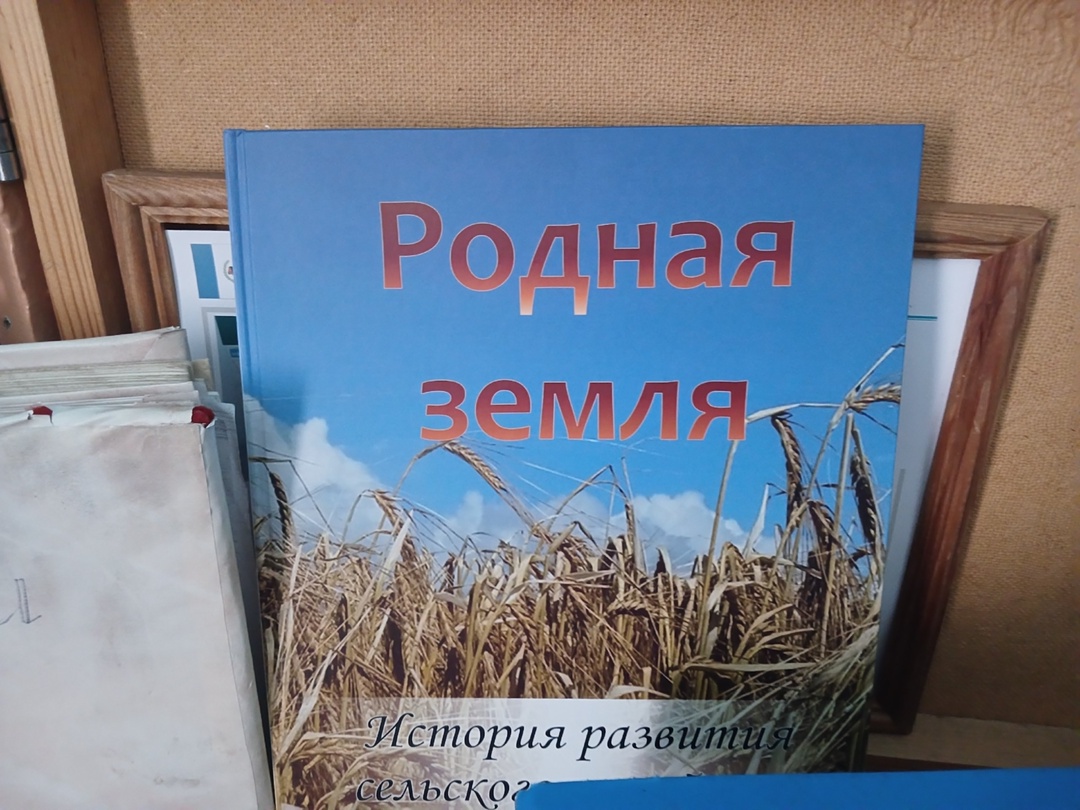 Родная
земля
История развития